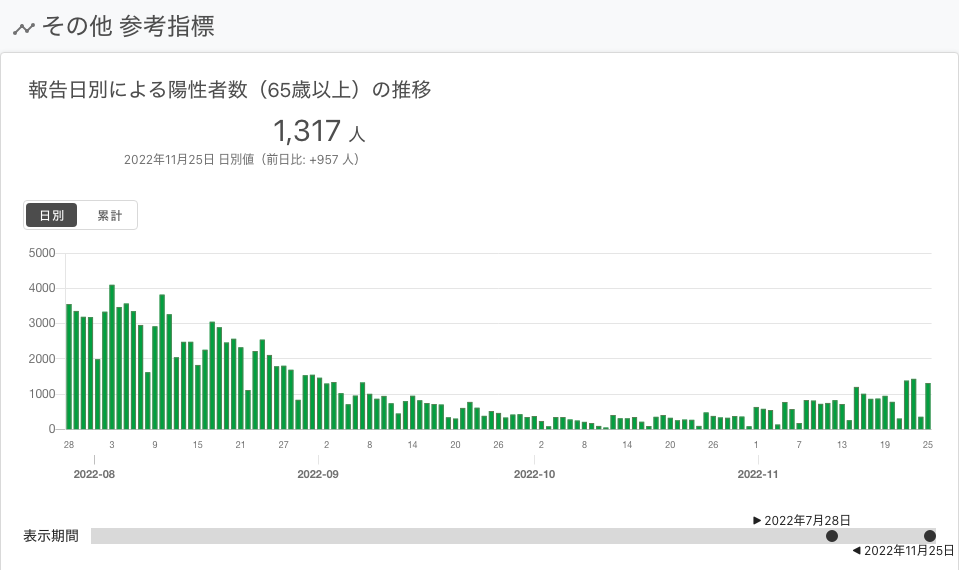 その他 参考指標
報告日別による陽性者数（65歳以上）の推移
1,317 人
2022年11月25日 日別値（前日比: +957 人）
日別 累計
5000
4000
3000
2000
1000
0
28 3 9 15 21 27 2 8 14 20 26 2 8 14 20 26 1 7 13 19 25
2022-08 2022-09 2022-10 2022-11
▶ 2022年7月28日
表示期間
◀ 2022年11月25日